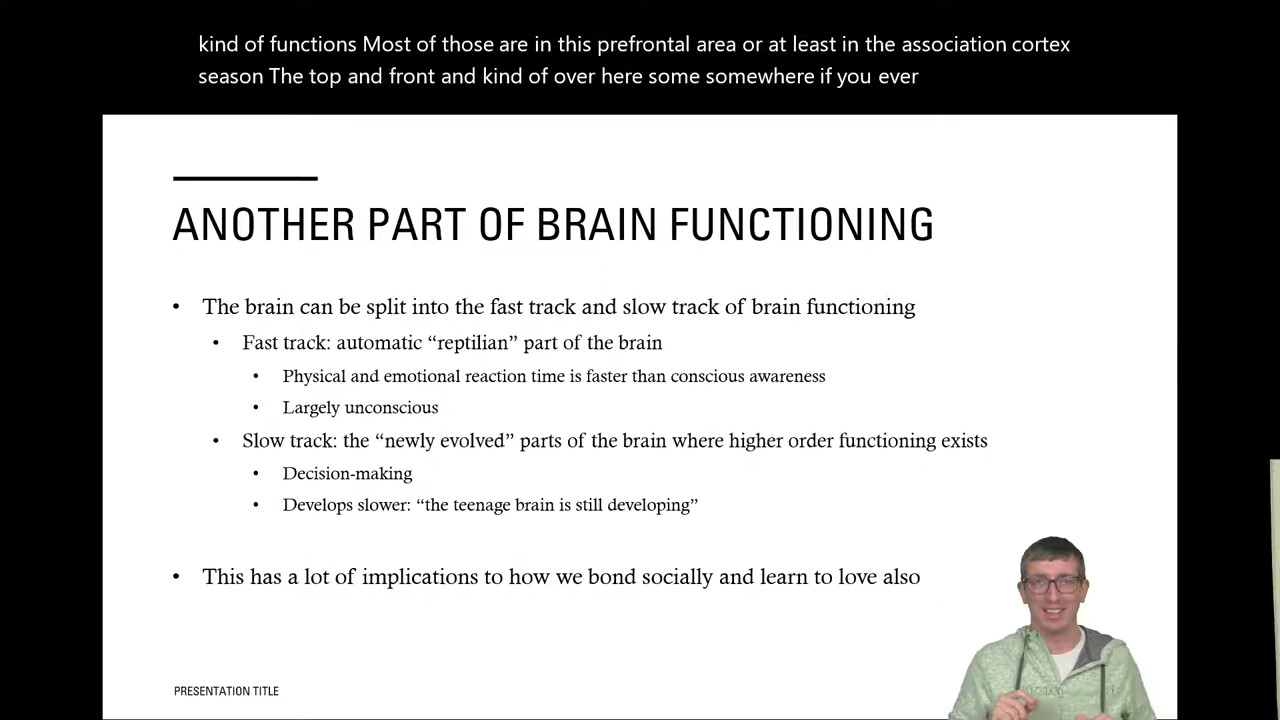 kind of functions Most of those are in this prefrontal area or at least in the association cortex
season The top and front and kind of over here some somewhere if you ever
ANOTHER PART OF BRAIN FUNCTIONING
• The brain can be split into the fast track and slow track of brain functioning
• Fast track: automatic “reptilian” part of the brain
• Physical and emotional reaction time is faster than conscious awareness
• Largely unconscious
• Slow track: the “newly evolved” parts of the brain where higher order functioning exists
• Decision-making
• Develops slower: “the teenage brain is still developing”
• This has a lot of implications to how we bond socially and learn to love also
PRESENTATION TITLE